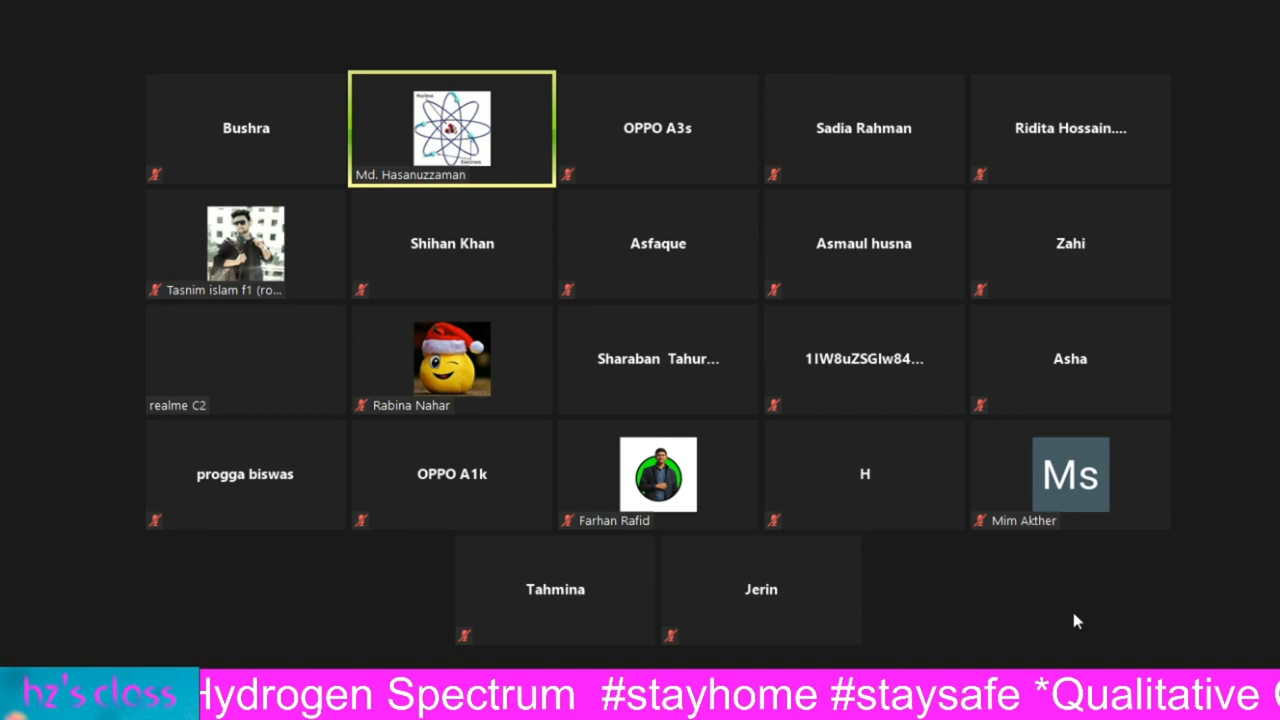 Bushra
Nucleus
Electrons
Md. Hasanuzzaman
OPPO A3s
Sadia Rahman
Ridita Hossain....
Tasnim islam f1 (ro...
Shihan Khan
Asfaque
Asmaul husna
Zahi
realme C2
Rabina Nahar
Sharaban Tahur...
1IW8uZSGIw84...
Asha
progga biswas
OPPO A1k
Farhan Rafid
H
Ms
Mim Akther
Tahmina
Jerin
hz's class
Hydrogen Spectrum #stayhome #staysafe *Qualitative